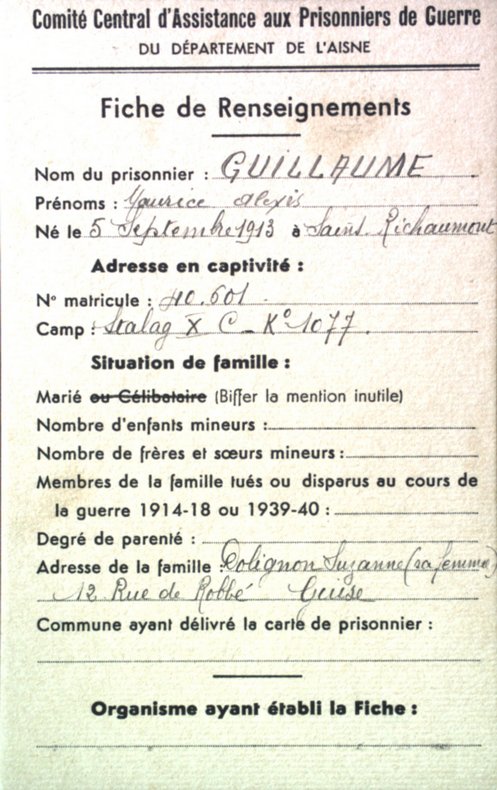 Comité Central d'Assistance aux Prisonniers de Guerre
DU DÉPARTEMENT DE L'AISNE
Fiche de Renseignements
Nom du prisonnier : GUILLAUME
Prénoms : Maurice Alexis
Né le 5 Septembre 1913 à Sains Richaumont
Adresse en captivité :
N° matricule : 40.601
Camp : Stalag X C - K° 1077.
Situation de famille :
Marié ou Célibataire (Biffer la mention inutile)
Nombre d'enfants mineurs :
Nombre de frères et sœurs mineurs :
Membres de la famille tués ou disparus au cours de
la guerre 1914-18 ou 1939-40 :
Degré de parenté :
Adresse de la famille : Dolignon Suzanne (sa femme)
12 Rue de Robbé Guise
Commune ayant délivré la carte de prisonnier :
Organisme ayant établi la Fiche :